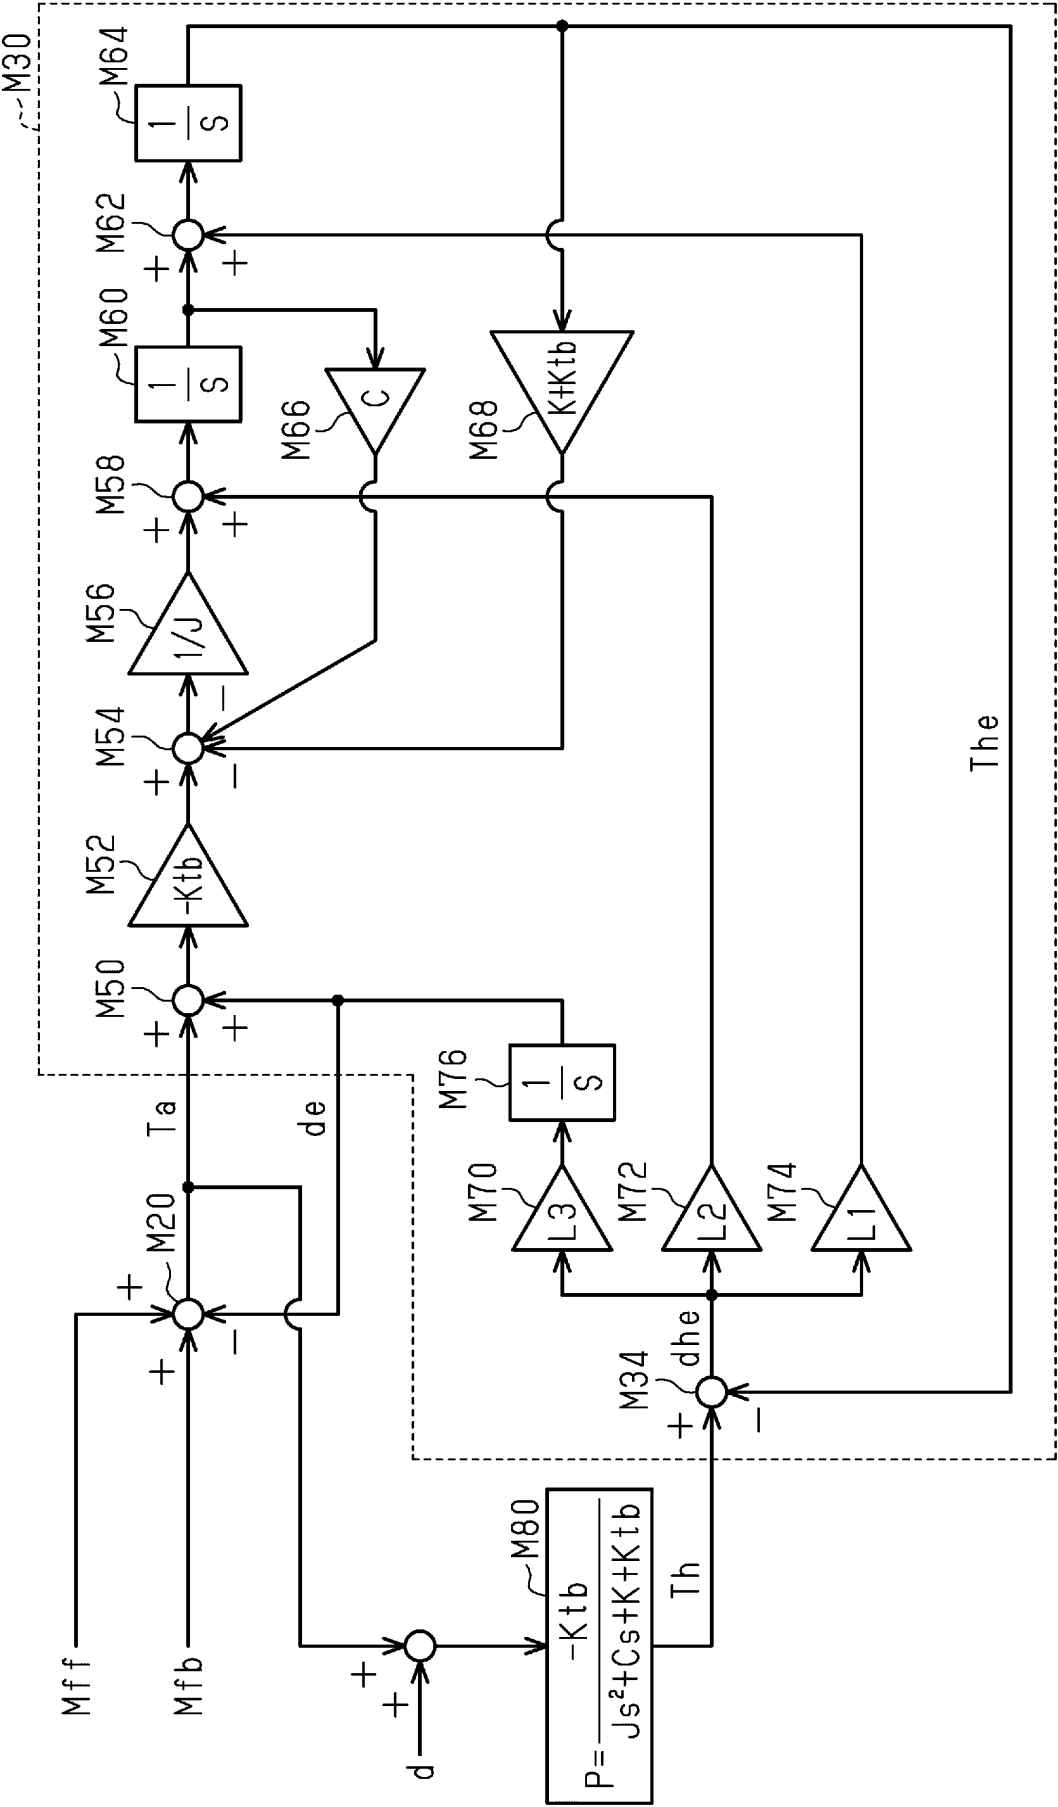 M30
Mff
M50
M52
M54
M56
M58
M60
M62
M64
+
+
M20
Ta
+
+
+
+
Mfb
-Ktb
1/J
1
S
1
S
−
+
−
−
+
+
de
M66
C
+
+
d
M76
M70
M68
L3
1
S
K+Ktb
M80
P=
-Ktb
Js²+Cs+K+Ktb
M34
M72
Th
+
dhe
L2
−
M74
L1
The